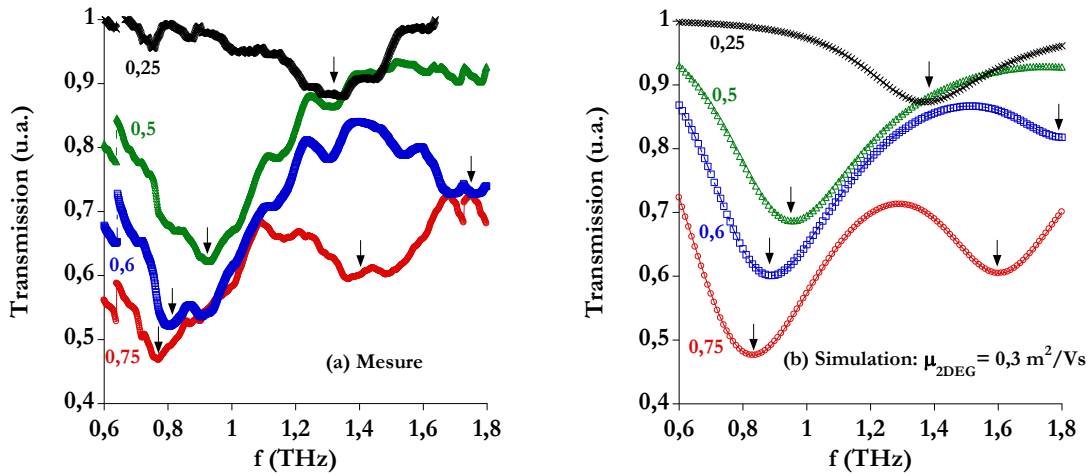 1
0,9
0,8
0,7
0,6
0,5
0,4
Transmission (u.a.)
0,25
0,5
0,6
0,75
(a) Mesure
0,6 0,8 1 1,2 1,4 1,6 1,8
f (THz)
1
0,9
0,8
0,7
0,6
0,5
0,4
Transmission (u.a.)
0,25
0,5
0,6
0,75
(b) Simulation: μ2DEG = 0,3 m²/Vs
0,6 0,8 1 1,2 1,4 1,6 1,8
f (THz)